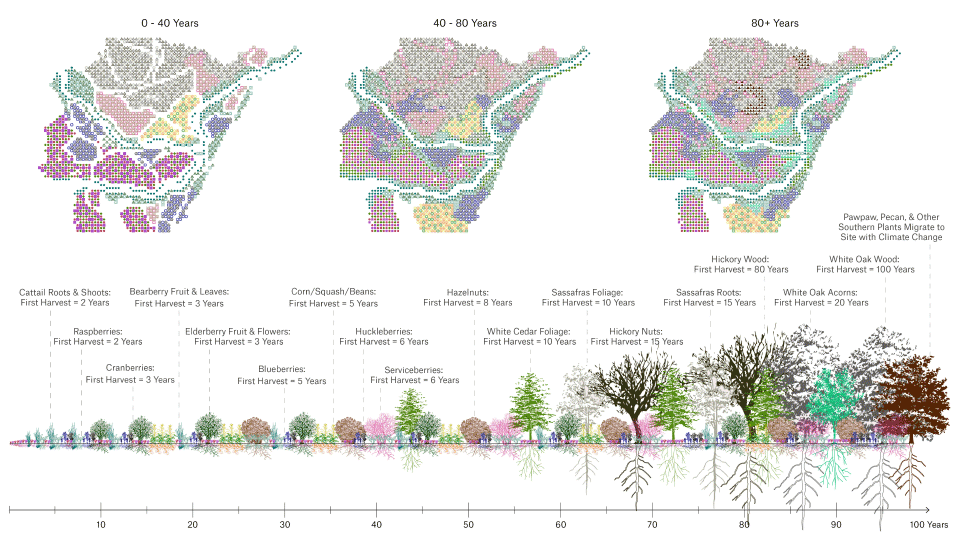 0 - 40 Years
40 - 80 Years
80+ Years
Pawpaw, Pecan, & Other
Southern Plants Migrate to
Site with Climate Change
Hickory Wood:
First Harvest = 80 Years
White Oak Wood:
First Harvest = 100 Years
Cattail Roots & Shoots:
First Harvest = 2 Years
Bearberry Fruit & Leaves:
First Harvest = 3 Years
Corn/Squash/Beans:
First Harvest = 5 Years
Hazelnuts:
First Harvest = 8 Years
Sassafras Foliage:
First Harvest = 10 Years
Sassafras Roots:
First Harvest = 15 Years
White Oak Acorns:
First Harvest = 20 Years
Raspberries:
First Harvest = 2 Years
Elderberry Fruit & Flowers:
First Harvest = 3 Years
Huckleberries:
First Harvest = 6 Years
White Cedar Foliage:
First Harvest = 10 Years
Hickory Nuts:
First Harvest = 15 Years
Cranberries:
First Harvest = 3 Years
Blueberries:
First Harvest = 5 Years
Serviceberries:
First Harvest = 6 Years
10 20 30 40 50 60 70 80 90 100 Years